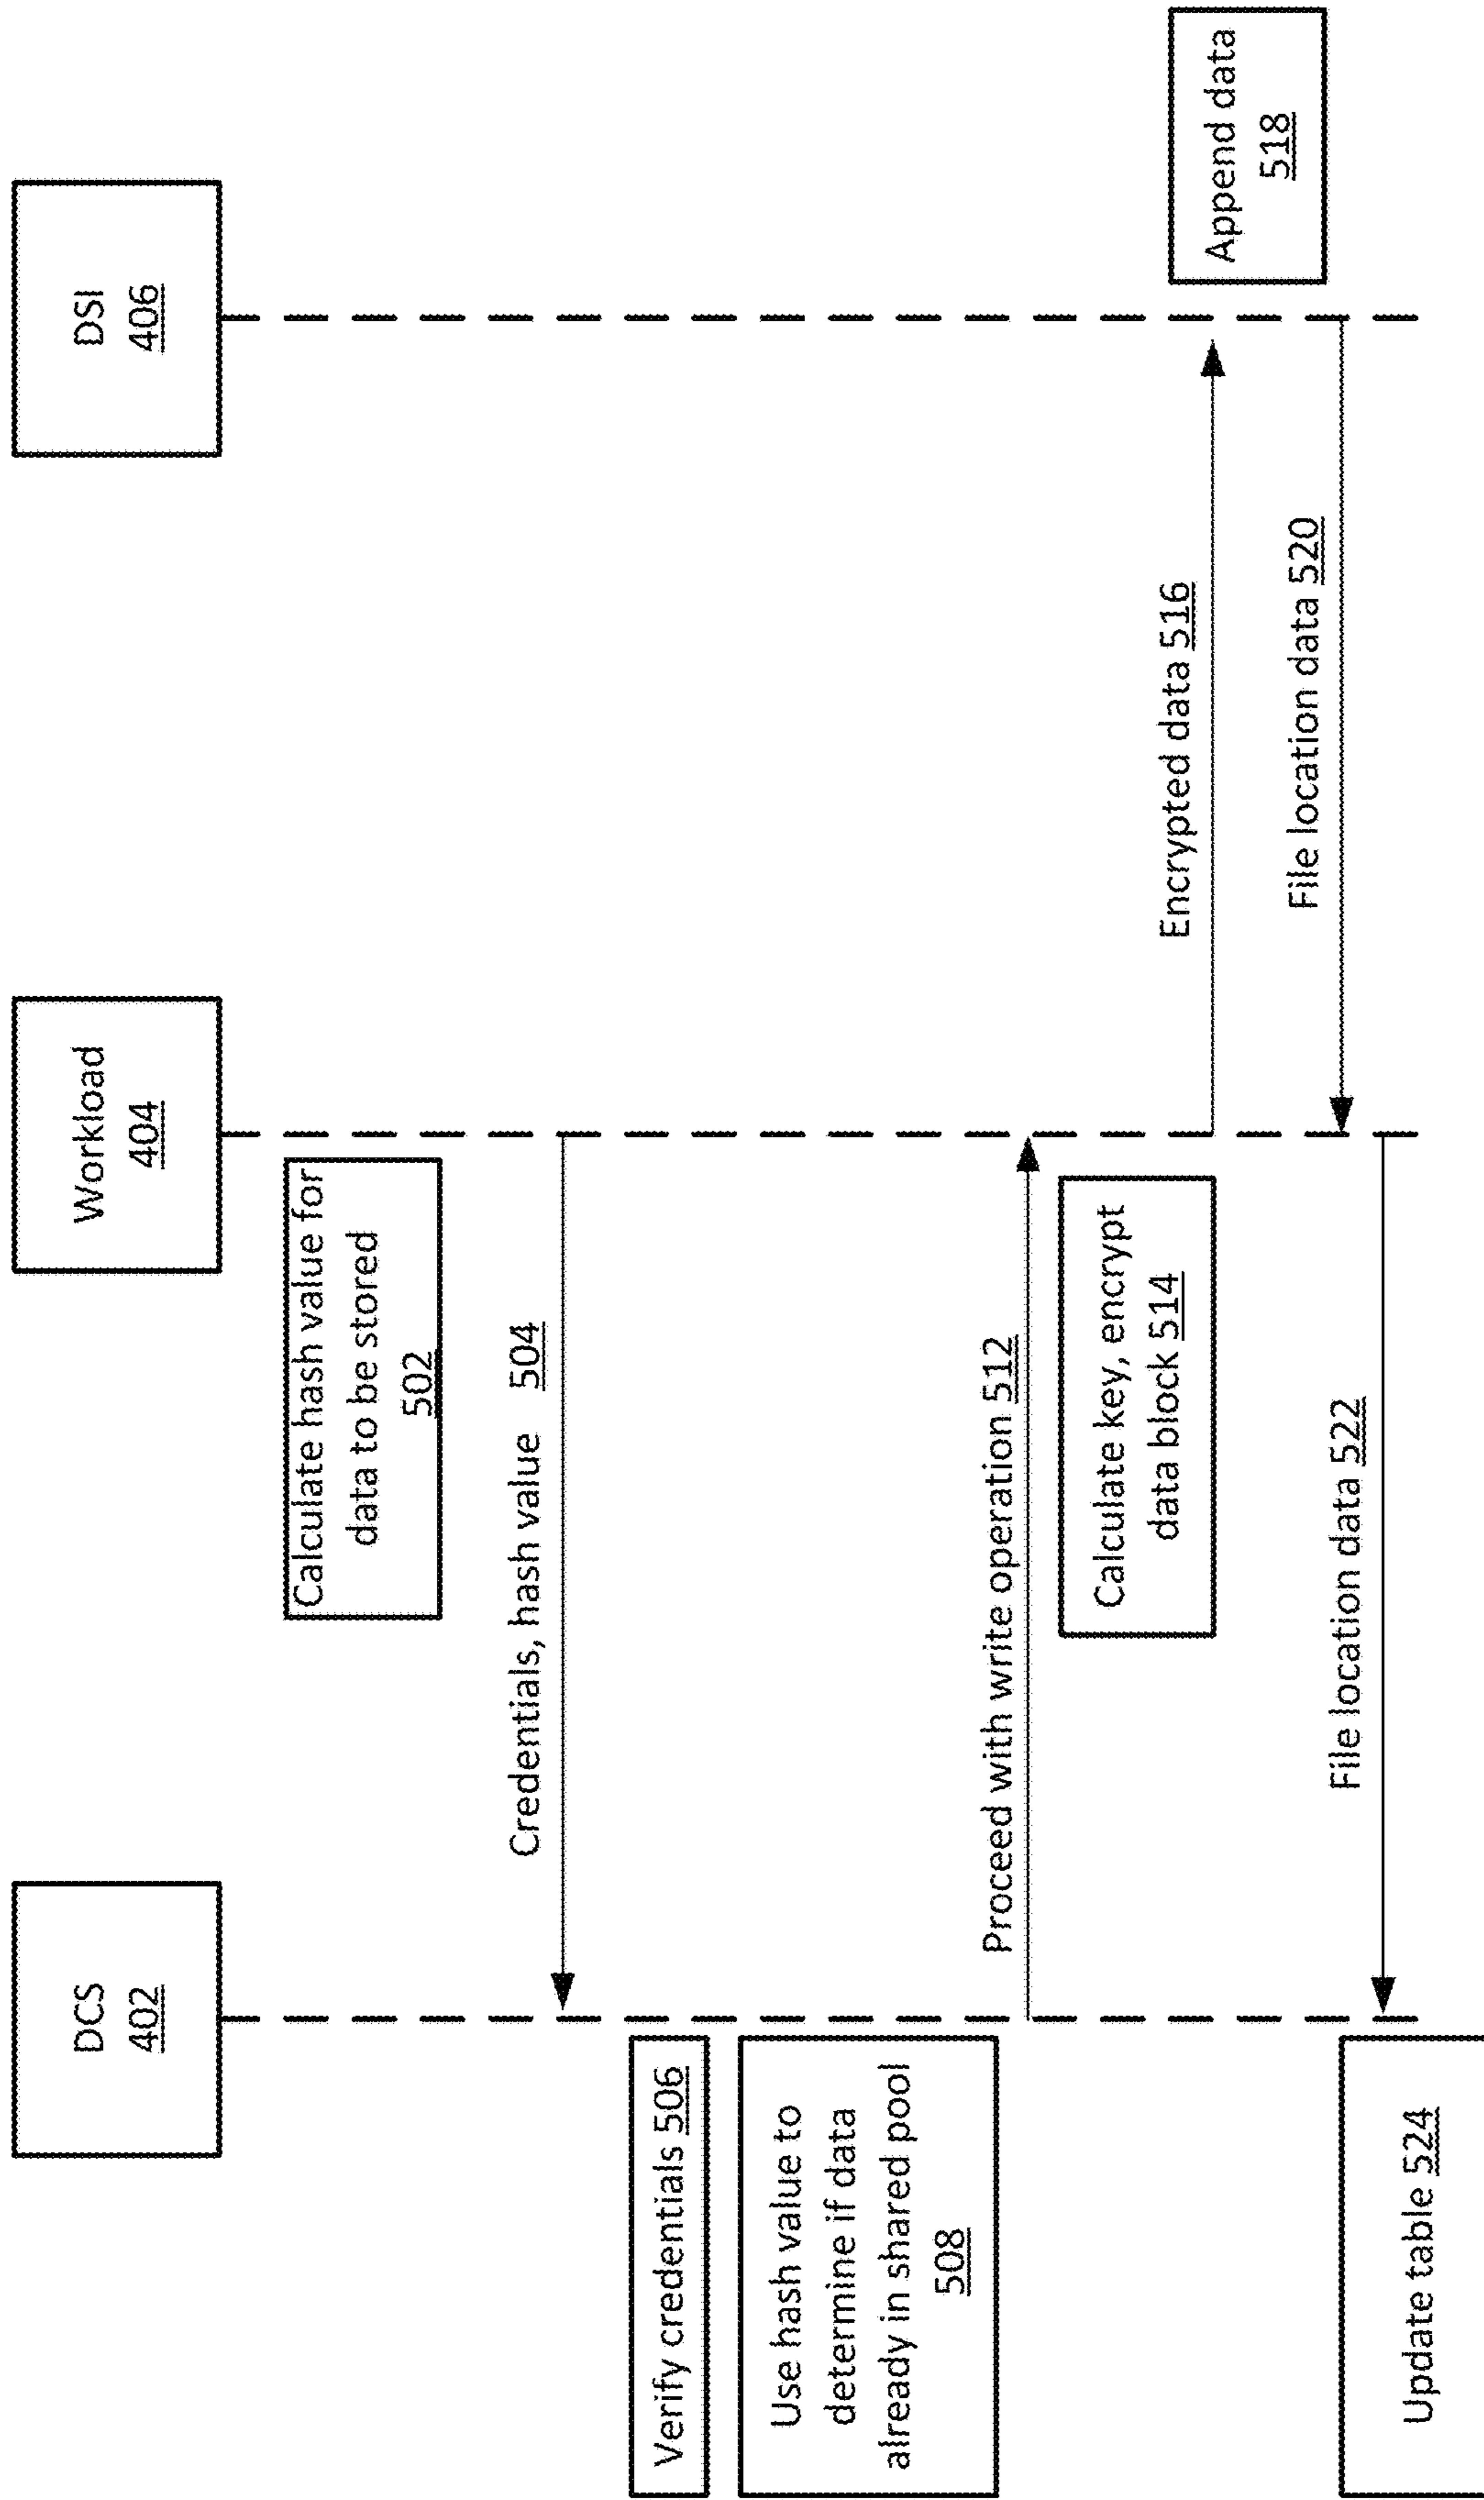 DCS
402
Workload
404
DSI
406
Calculate hash value for
data to be stored
502
Credentials, hash value 504
Verify credentials 506
Use hash value to
determine if data
already in shared pool
508
Proceed with write operation 512
Calculate key, encrypt
data block 514
Encrypted data 516
Append data
518
File location data 520
File location data 522
Update table 524